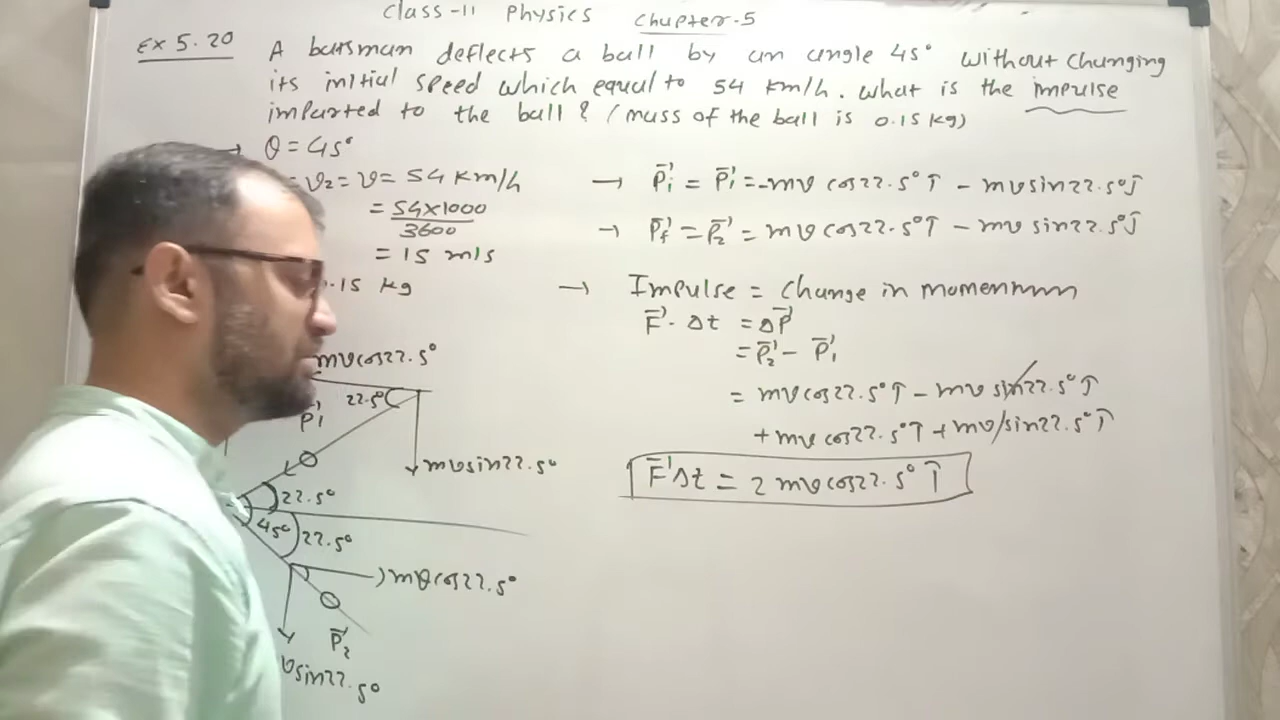 Class-11 Physics Chapter-5
Ex 5.20 A batsman deflects a ball by an angle 45° without changing
its initial speed which equal to 54 km/h. what is the impulse
imparted to the ball? (mass of the ball is 0.15 kg)
→ θ = 45°
= v₂ = v = 54 km/h
= 54×1000
3600
= 15 m/s
.15 kg
→ P⃗i = P⃗₁ = -mv cos22.5° î - mv sin22.5° ĵ
→ P⃗f = P⃗₂ = mv cos22.5° î - mv sin22.5° ĵ
→ Impulse = Change in momentum
F⃗ · Δt = ΔP⃗
= P⃗₂ - P⃗₁
= mv cos22.5° î - mv sin22.5° ĵ
+ mv cos22.5° î + mv sin22.5° ĵ
F⃗ Δt = 2 mv cos22.5° î
mv cos22.5°
22.5°
P⃗₁
mv sin22.5°
22.5°
45° 22.5°
mv cos22.5°
P⃗₂
v sin22.5°